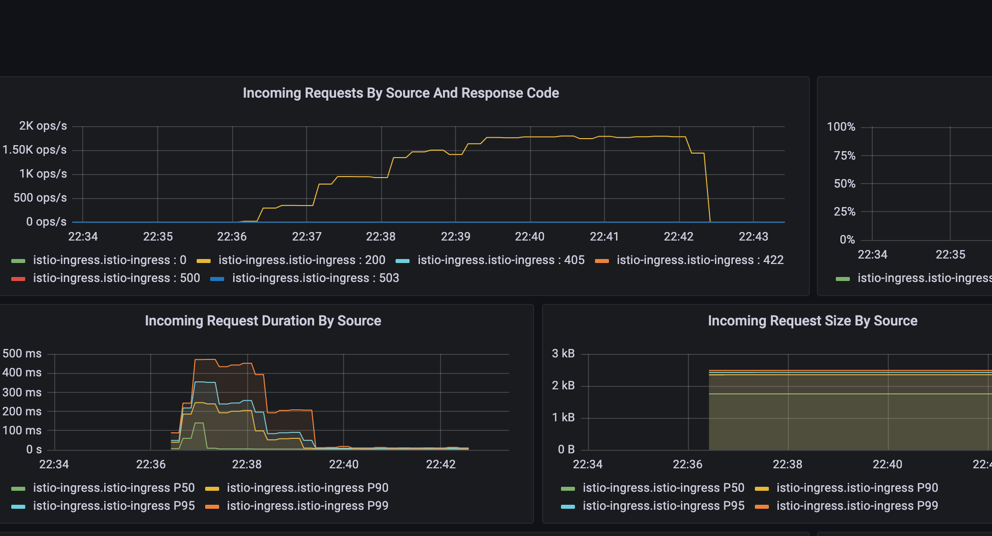 Incoming Requests By Source And Response Code
2K ops/s
1.50K ops/s
1K ops/s
500 ops/s
0 ops/s
22:34 22:35 22:36 22:37 22:38 22:39 22:40 22:41 22:42 22:43
istio-ingress.istio-ingress : 0 istio-ingress.istio-ingress : 200 istio-ingress.istio-ingress : 405 istio-ingress.istio-ingress : 422
istio-ingress.istio-ingress : 500 istio-ingress.istio-ingress : 503
100%
75%
50%
25%
0%
22:34 22:35
istio-ingress.istio-ingress
Incoming Request Duration By Source
500 ms
400 ms
300 ms
200 ms
100 ms
0 s
22:34 22:36 22:38 22:40 22:42
istio-ingress.istio-ingress P50 istio-ingress.istio-ingress P90
istio-ingress.istio-ingress P95 istio-ingress.istio-ingress P99
Incoming Request Size By Source
3 kB
2 kB
1 kB
0 B
22:34 22:36 22:38 22:40
istio-ingress.istio-ingress P50 istio-ingress.istio-ingress P90
istio-ingress.istio-ingress P95 istio-ingress.istio-ingress P99